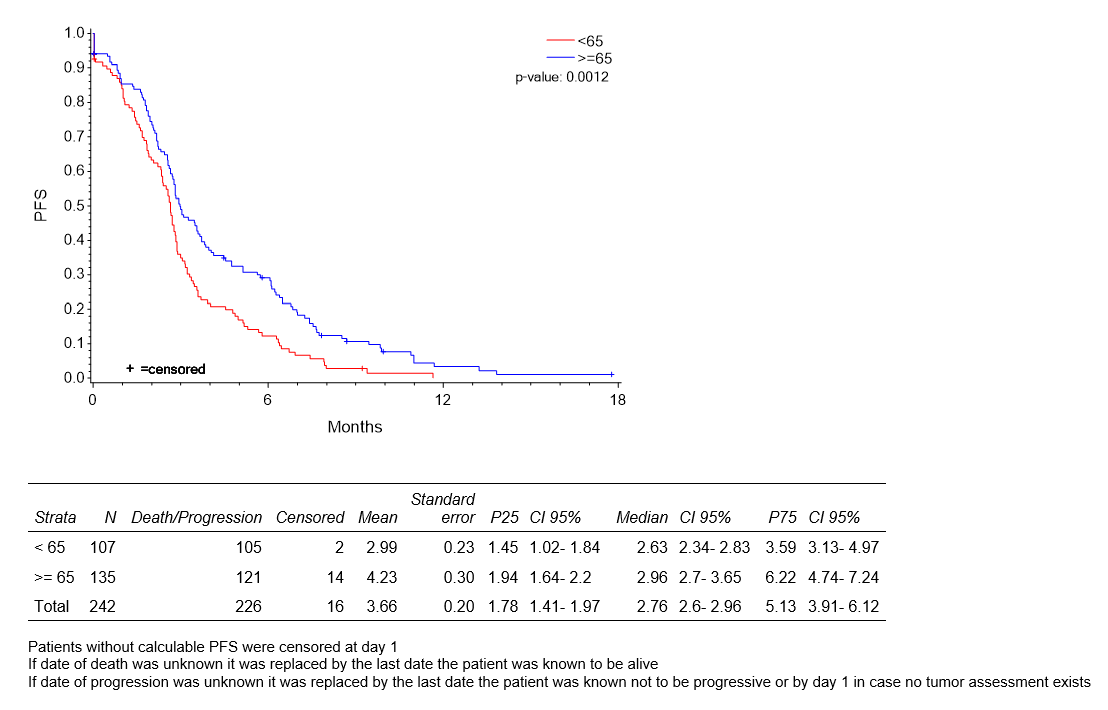 <65
>=65
p-value: 0.0012
PFS
1.0
0.9
0.8
0.7
0.6
0.5
0.4
0.3
0.2
0.1
0.0
+ =censored
0 6 12 18
Months
Strata N Death/Progression Censored Mean Standard error P25 CI 95% Median CI 95% P75 CI 95%
< 65 107 105 2 2.99 0.23 1.45 1.02- 1.84 2.63 2.34- 2.83 3.59 3.13- 4.97
>= 65 135 121 14 4.23 0.30 1.94 1.64- 2.2 2.96 2.7- 3.65 6.22 4.74- 7.24
Total 242 226 16 3.66 0.20 1.78 1.41- 1.97 2.76 2.6- 2.96 5.13 3.91- 6.12
Patients without calculable PFS were censored at day 1
If date of death was unknown it was replaced by the last date the patient was known to be alive
If date of progression was unknown it was replaced by the last date the patient was known not to be progressive or by day 1 in case no tumor assessment exists